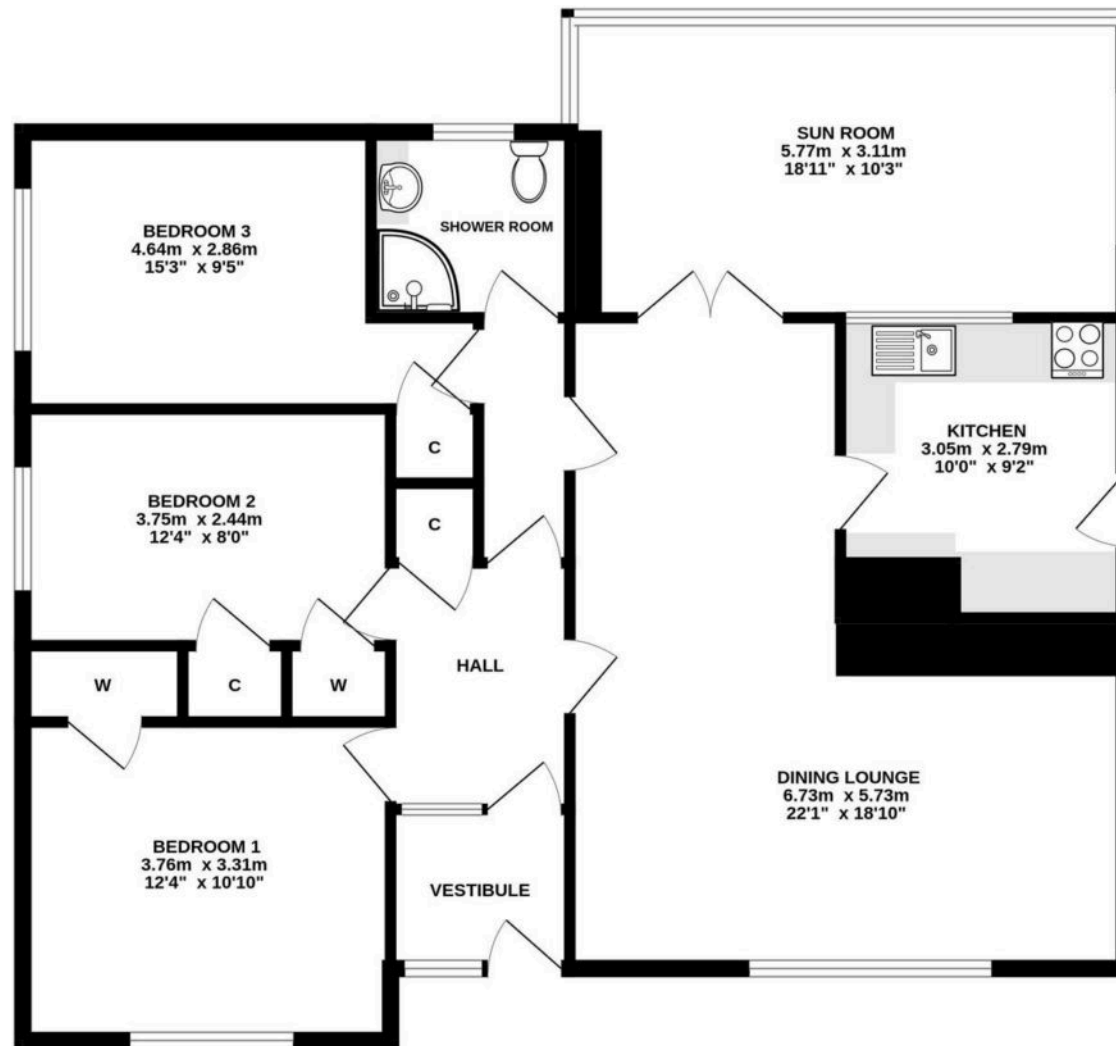 SUN ROOM
5.77m x 3.11m
18'11" x 10'3"
BEDROOM 3
4.64m x 2.86m
15'3" x 9'5"
SHOWER ROOM
KITCHEN
3.05m x 2.79m
10'0" x 9'2"
C
BEDROOM 2
3.75m x 2.44m
12'4" x 8'0"
C
HALL
W
C
W
DINING LOUNGE
6.73m x 5.73m
22'1" x 18'10"
BEDROOM 1
3.76m x 3.31m
12'4" x 10'10"
VESTIBULE